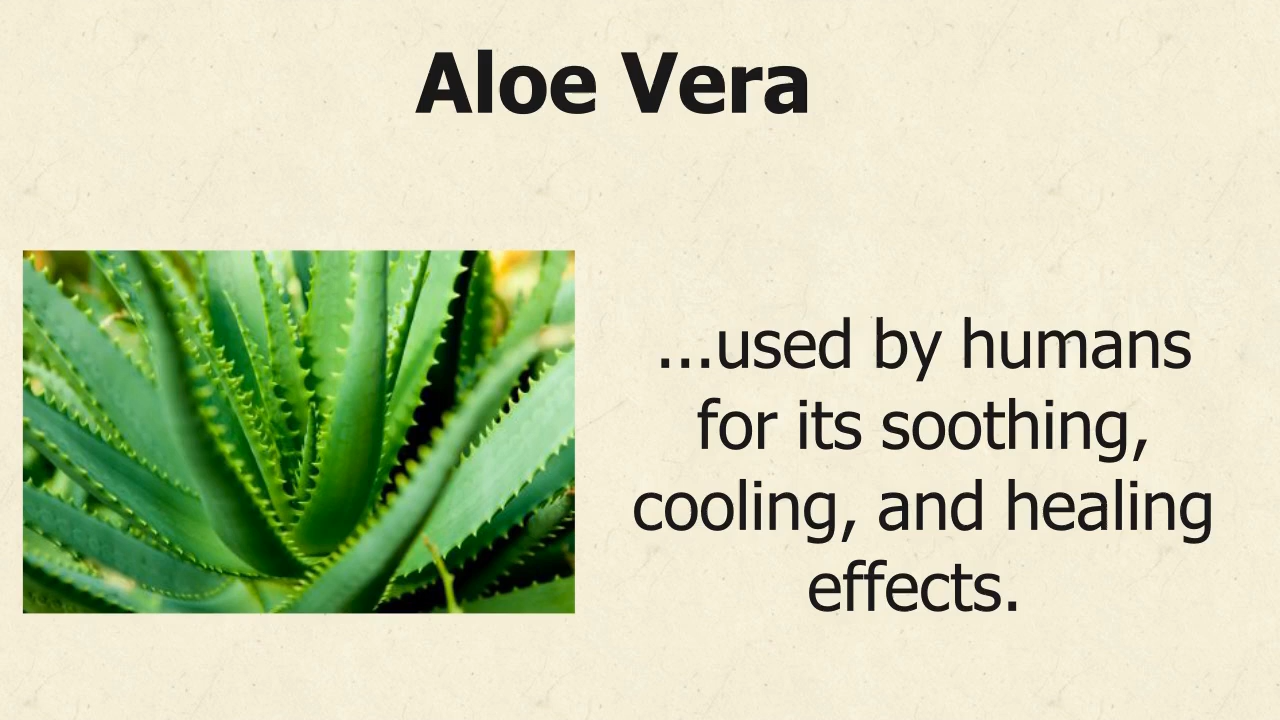 Aloe Vera
...used by humans
for its soothing,
cooling, and healing
effects.